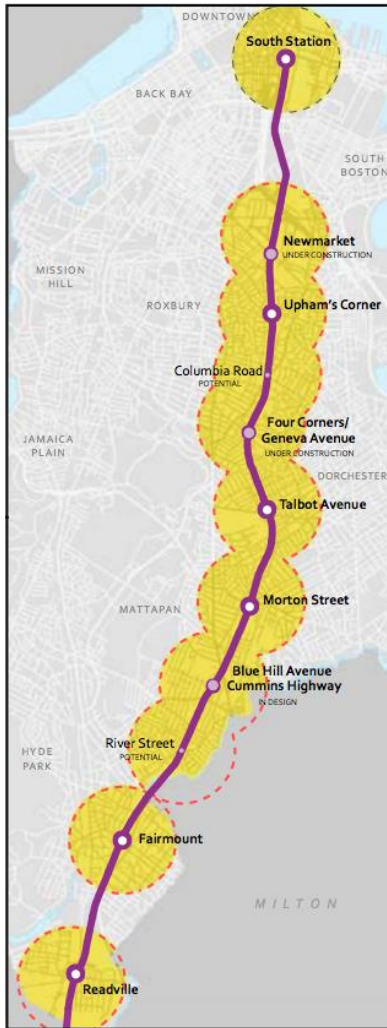 DOWNTOWN
South Station
BACK BAY
SOUTH
BOSTON
Newmarket
UNDER CONSTRUCTION
MISSION
HILL
ROXBURY
Upham's Corner
Columbia Road
POTENTIAL
Four Corners/
Geneva Avenue
UNDER CONSTRUCTION
JAMAICA
PLAIN
DORCHESTER
Talbot Avenue
Morton Street
MATTAPAN
Blue Hill Avenue
Cummins Highway
IN DESIGN
River Street
POTENTIAL
HYDE
PARK
Fairmount
MILTON
Readville